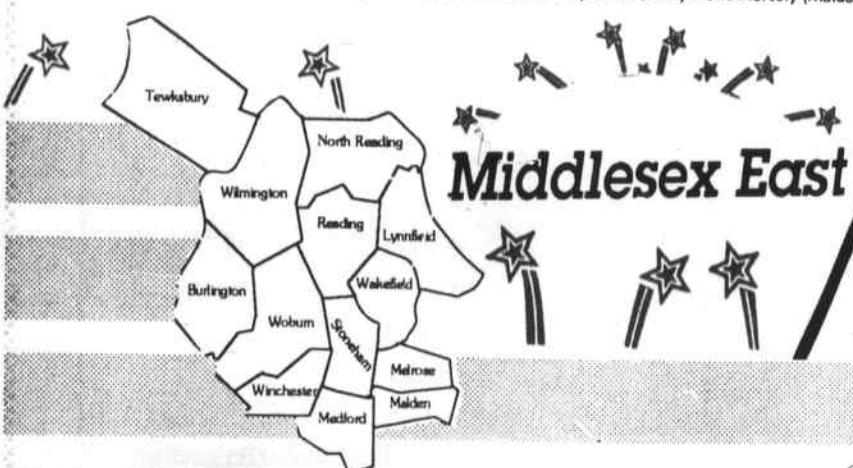 Tewksbury
North Reading
Middlesex East
Wilmington
Reading
Lynnfield
Burlington
Wakefield
Woburn
Stoneham
Melrose
Winchester
Malden
Medford